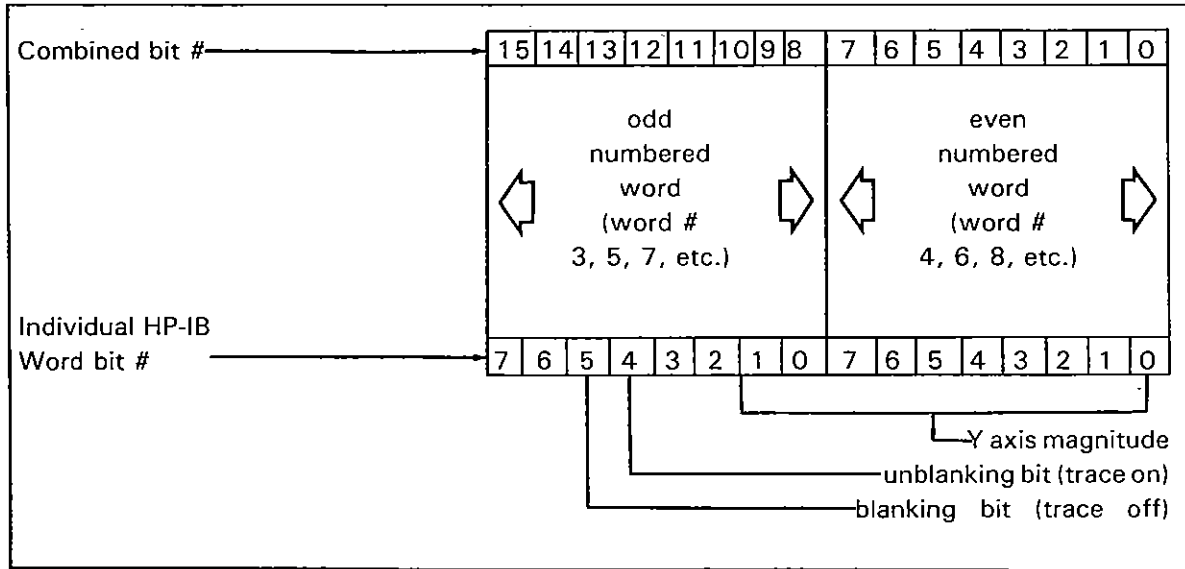 Combined bit #
15 14 13 12 11 10 9 8 7 6 5 4 3 2 1 0
odd
numbered
word
(word #
3, 5, 7, etc.)
even
numbered
word
(word #
4, 6, 8, etc.)
Individual HP-IB
Word bit #
7 6 5 4 3 2 1 0 7 6 5 4 3 2 1 0
Y axis magnitude
unblanking bit (trace on)
blanking bit (trace off)